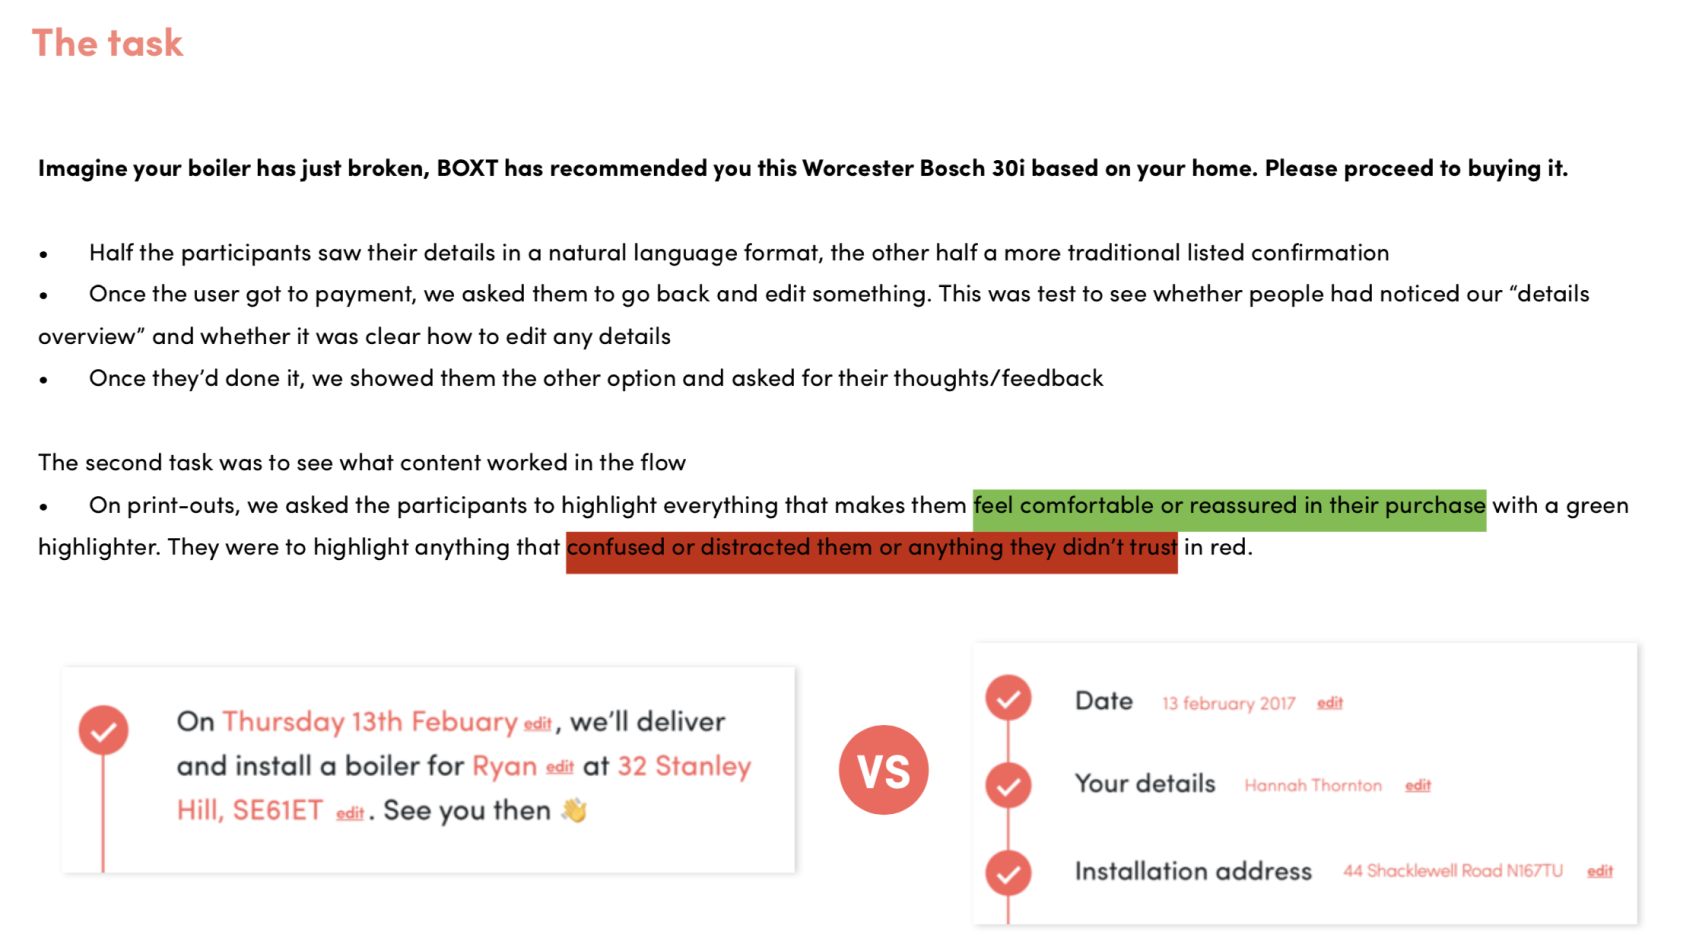 The task
Imagine your boiler has just broken, BOXT has recommended you this Worcester Bosch 30i based on your home. Please proceed to buying it.
• Half the participants saw their details in a natural language format, the other half a more traditional listed confirmation
• Once the user got to payment, we asked them to go back and edit something. This was test to see whether people had noticed our “details
overview” and whether it was clear how to edit any details
• Once they’d done it, we showed them the other option and asked for their thoughts/feedback
The second task was to see what content worked in the flow
• On print-outs, we asked the participants to highlight everything that makes them feel comfortable or reassured in their purchase with a green
highlighter. They were to highlight anything that confused or distracted them or anything they didn’t trust in red.
On Thursday 13th Febuary edit, we’ll deliver
and install a boiler for Ryan edit at 32 Stanley
Hill, SE61ET edit. See you then 👋
VS
Date 13 february 2017 edit
Your details Hannah Thornton edit
Installation address 44 Shacklewell Road N167TU edit